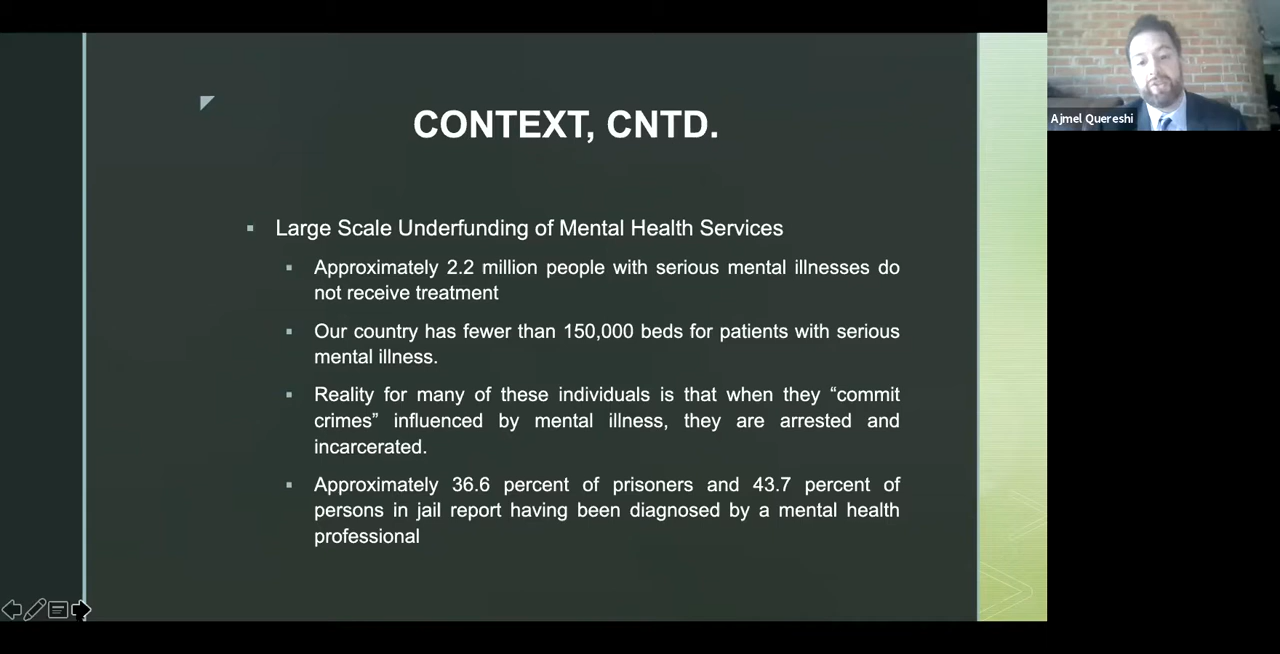 CONTEXT, CNTD.
Large Scale Underfunding of Mental Health Services
Approximately 2.2 million people with serious mental illnesses do
not receive treatment
Our country has fewer than 150,000 beds for patients with serious
mental illness.
Reality for many of these individuals is that when they “commit
crimes” influenced by mental illness, they are arrested and
incarcerated.
Approximately 36.6 percent of prisoners and 43.7 percent of
persons in jail report having been diagnosed by a mental health
professional
Ajmel Quereshi